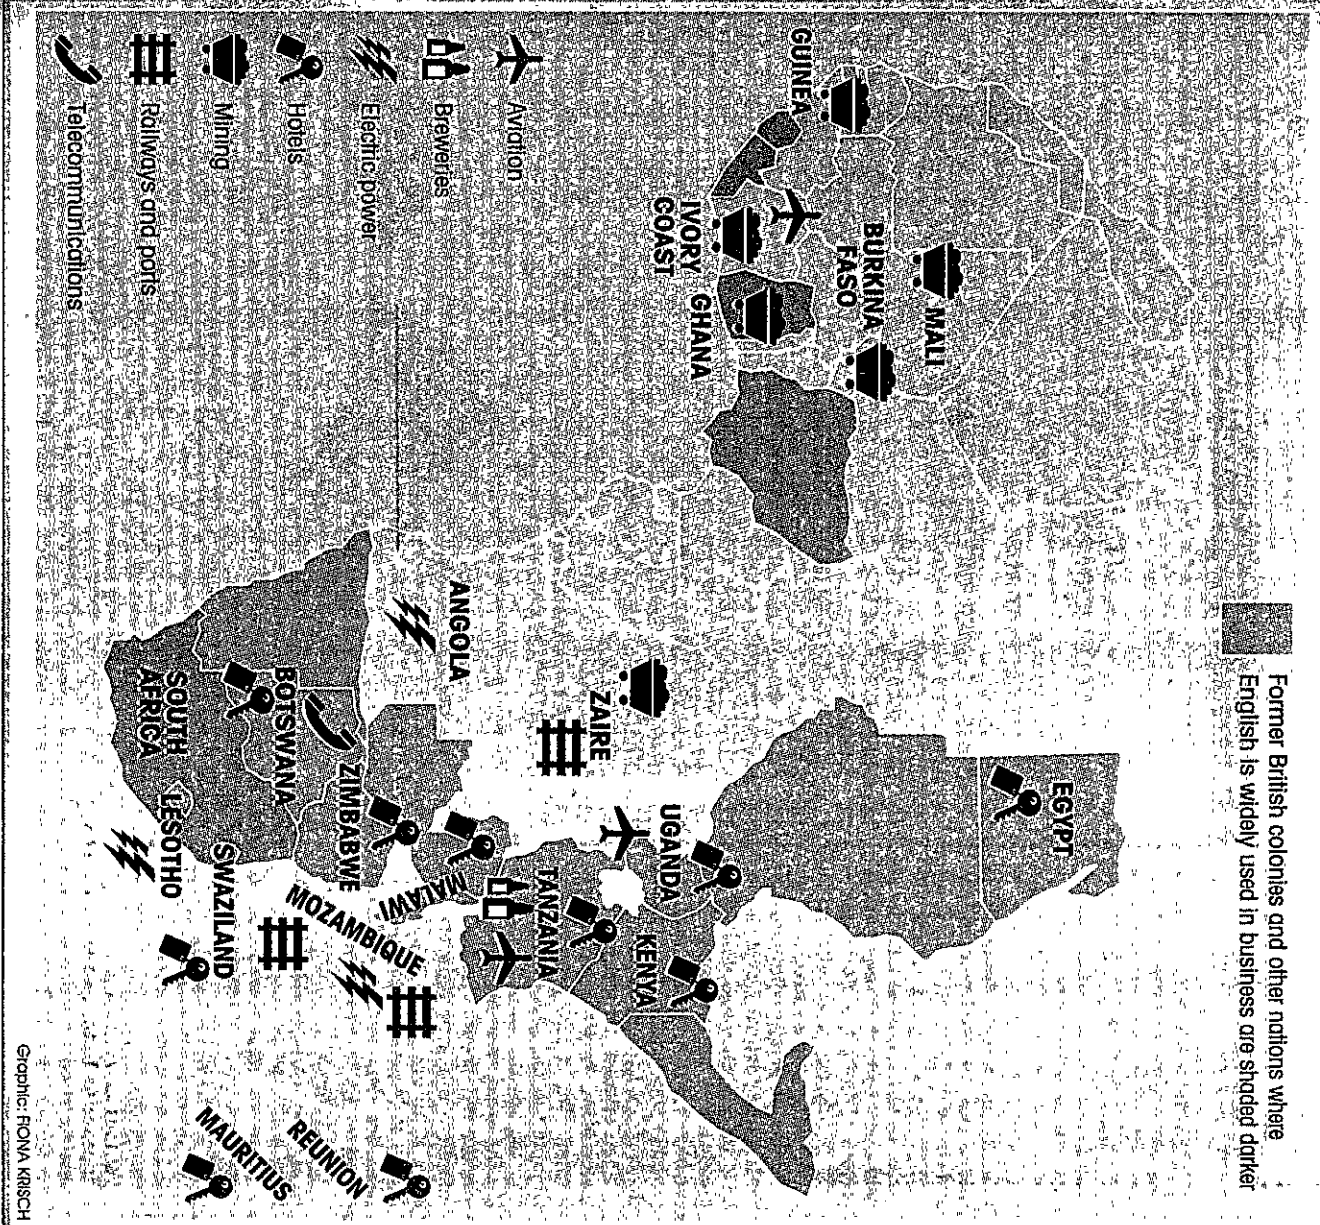 Former British colonies and other nations where
English is widely used in business are shaded darker
EGYPT
MALI
BURKINA
FASO
GUINEA
IVORY
COAST
GHANA
UGANDA
KENYA
ZAIRE
TANZANIA
ANGOLA
MALAWI
MOZAMBIQUE
ZIMBABWE
BOTSWANA
SWAZILAND
SOUTH
AFRICA
LESOTHO
REUNION
MAURITIUS
Aviation
Breweries
Electric power
Hotels
Mining
Railways and ports
Telecommunications
Graphic: FIONA KRISCH